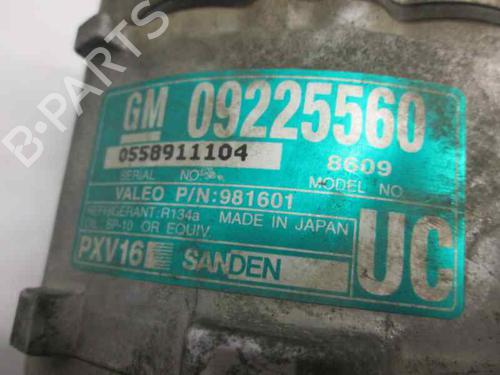 GM 09225560
0558911104 8609
SERIAL NO MODEL NO
VALEO P/N:981601
REFRIGERANT:R134a MADE IN JAPAN
OIL SP-10 OR EQUIV.
PXV16 SANDEN UC
B-PARTS